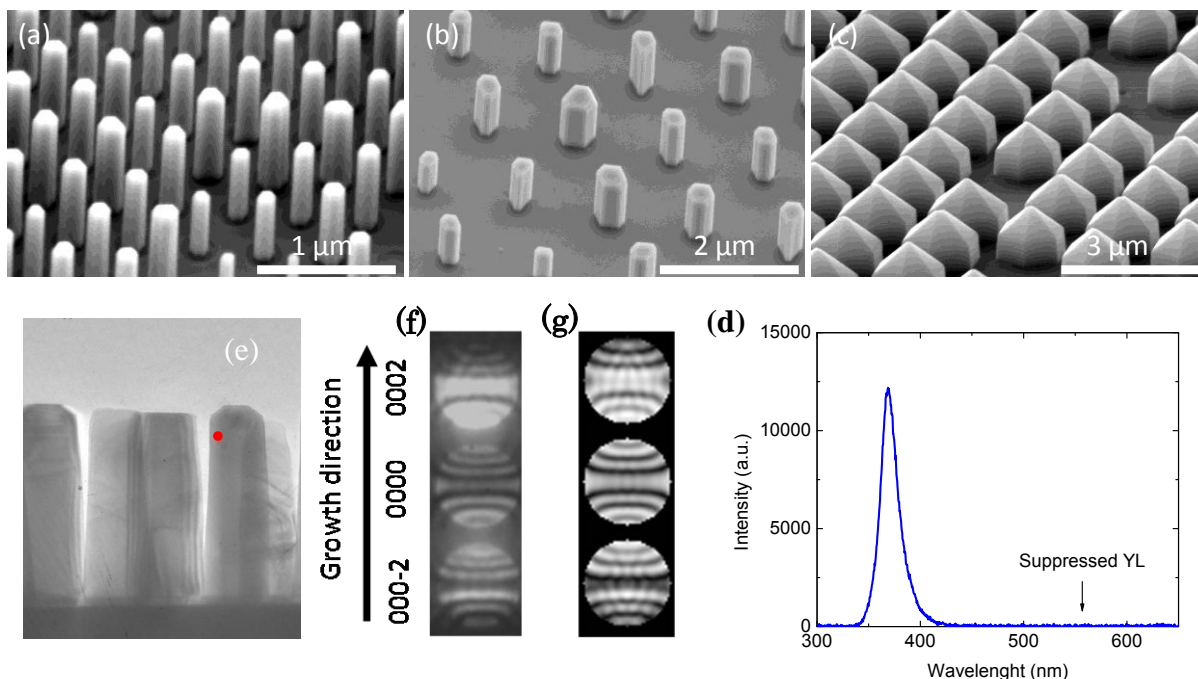 (a)
1 µm
(b)
2 µm
(c)
3 µm
(e)
Growth direction
0002
0000
000-2
(f)
(g)
(d)
15000
10000
5000
0
Intensity (a.u.)
Suppressed YL
300
400
500
600
Wavelenght (nm)